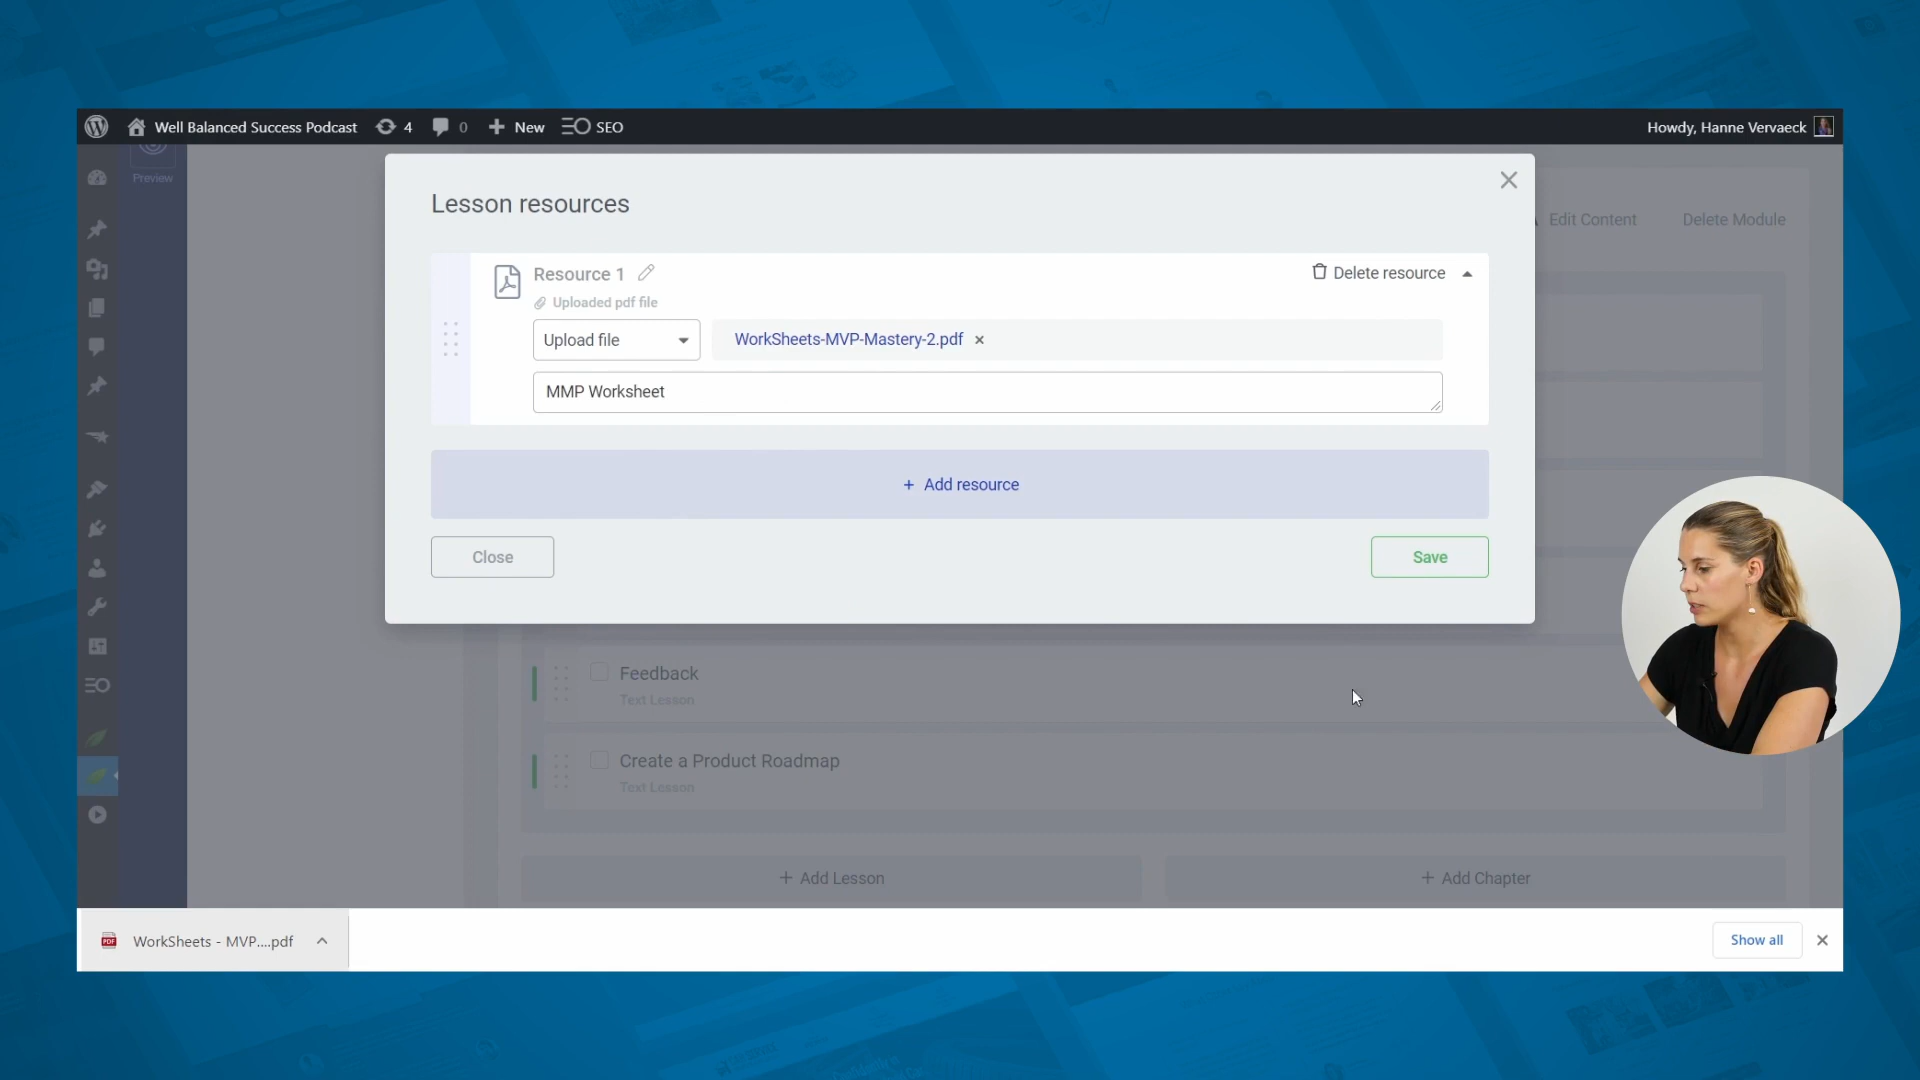 Well Balanced Success Podcast 4 0 New SEO Howdy, Hanne Vervaeck
Preview
Lesson resources
Edit Content Delete Module
Resource 1 Delete resource
Uploaded pdf file
Upload file WorkSheets-MVP-Mastery-2.pdf ×
MMP Worksheet
+ Add resource
Close Save
Feedback
Text Lesson
Create a Product Roadmap
Text Lesson
+ Add Lesson + Add Chapter
PDF WorkSheets - MVP....pdf Show all